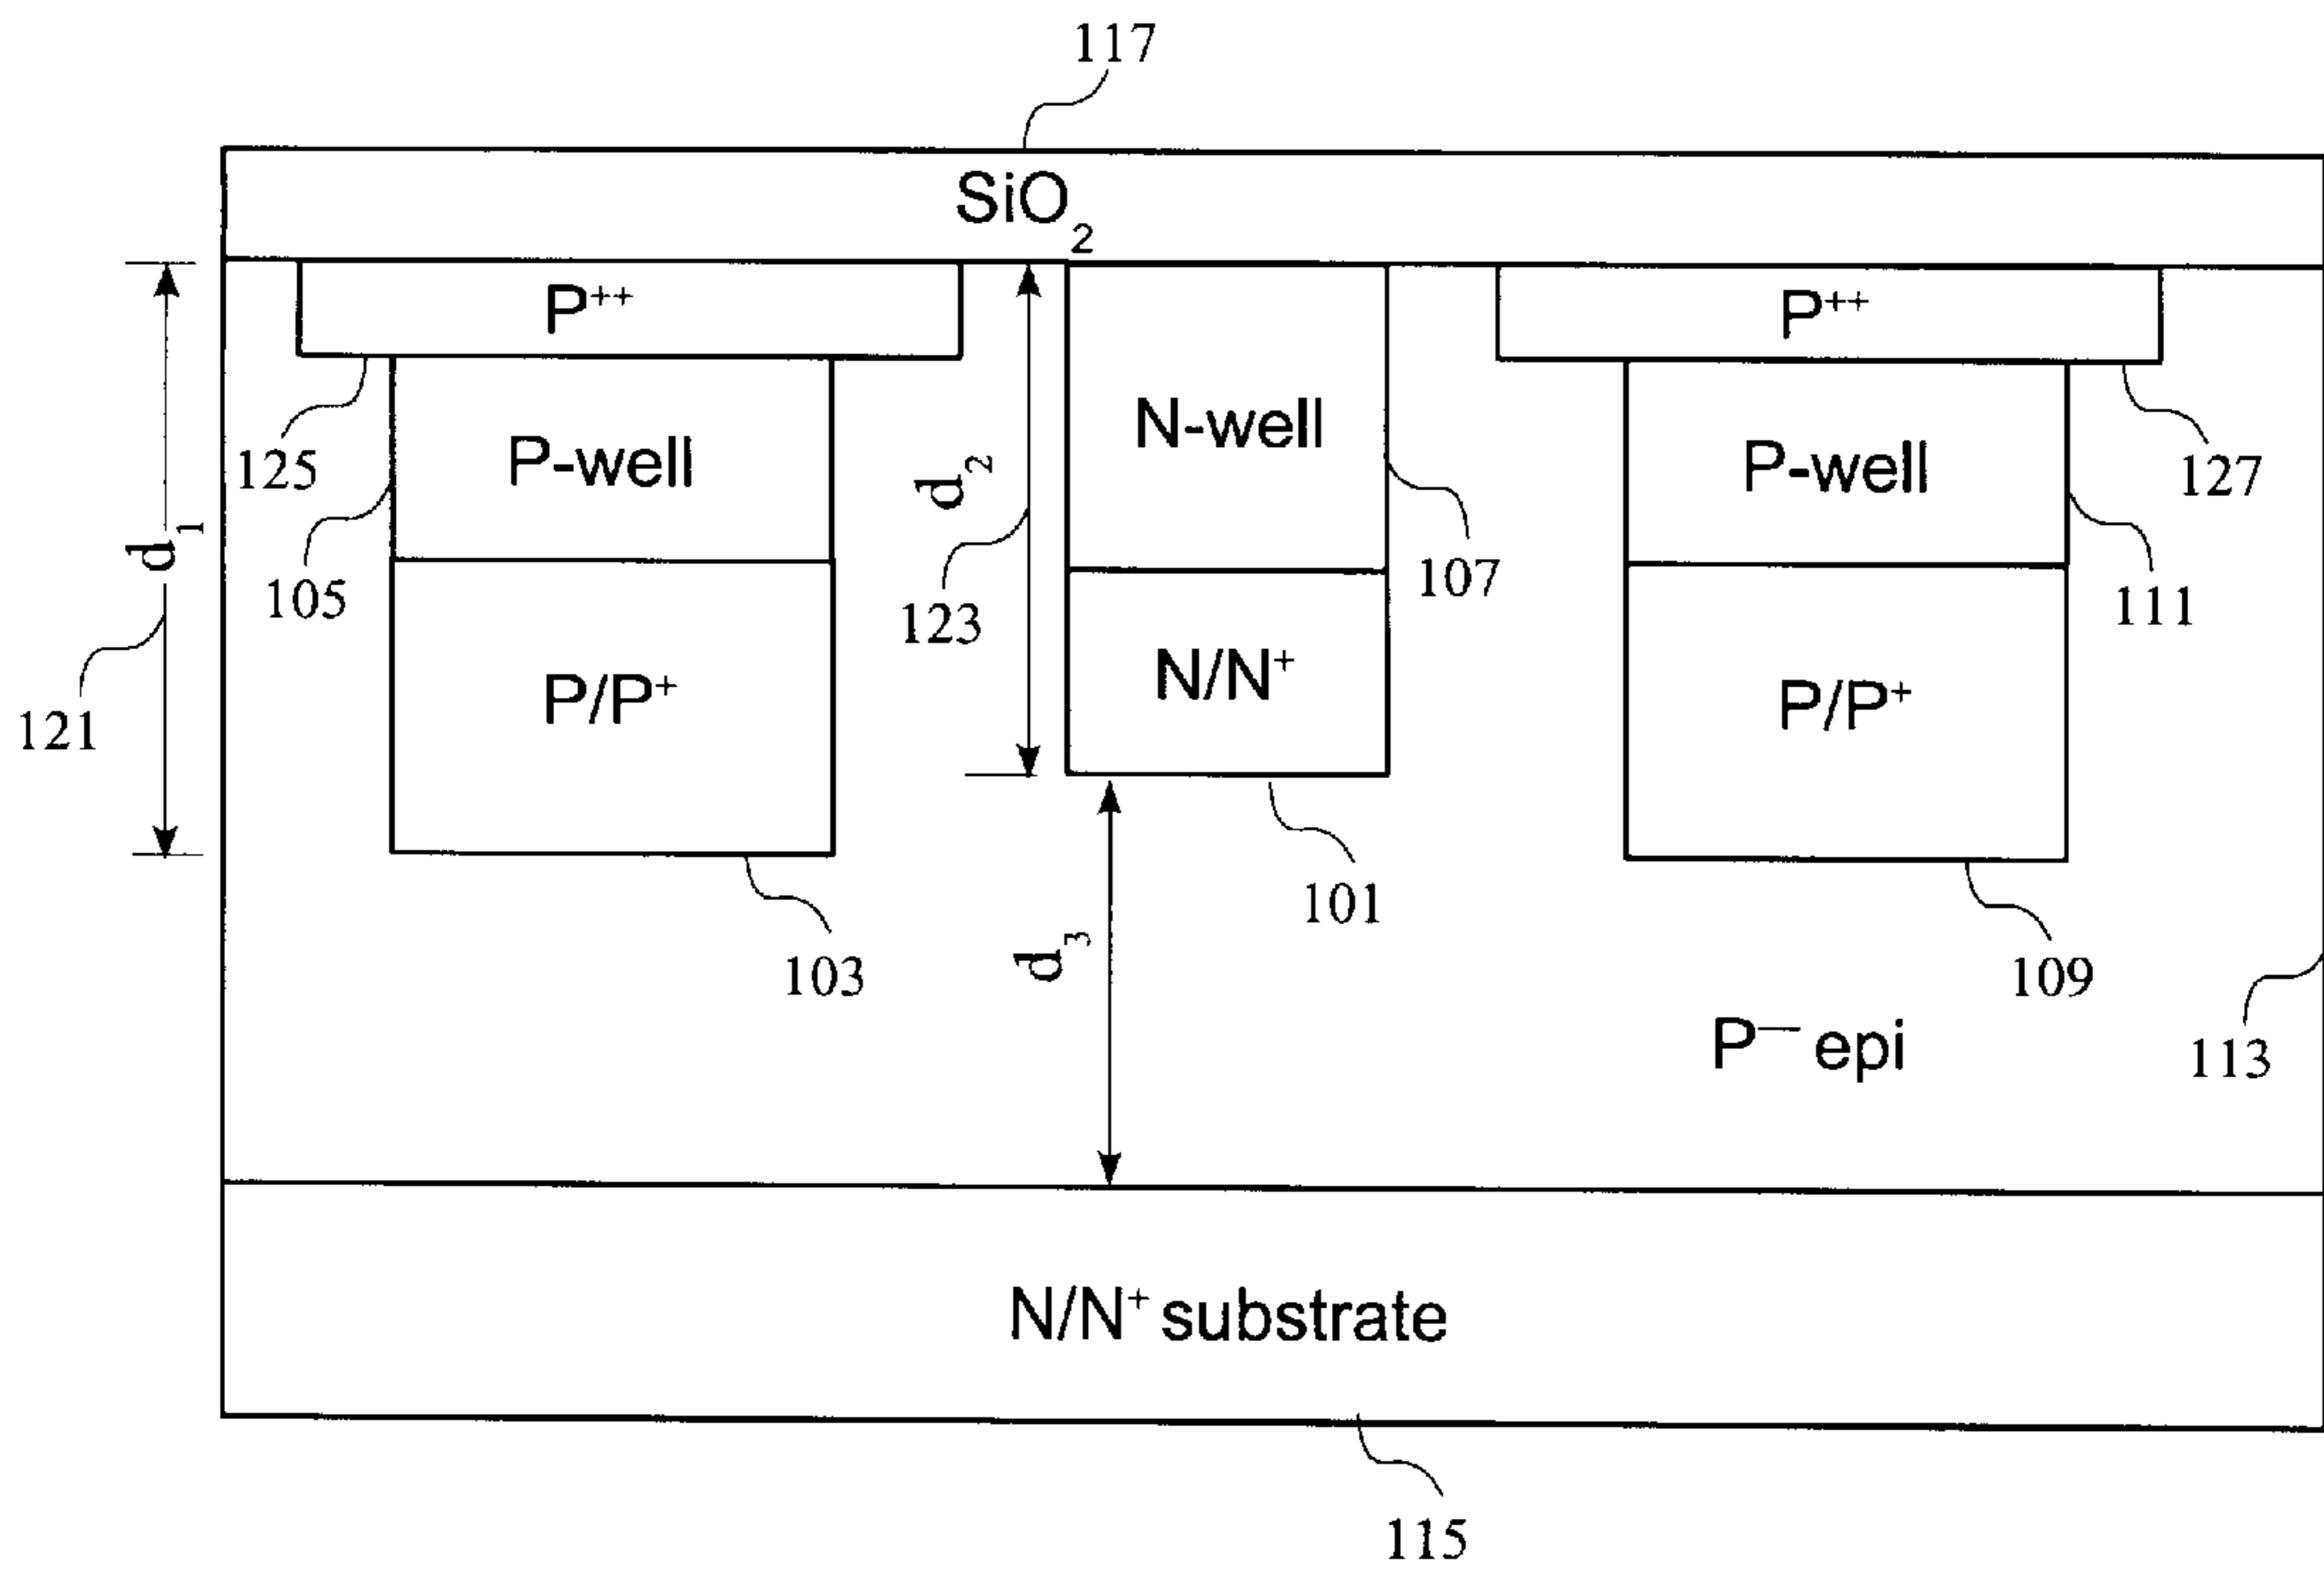 117
SiO₂
P⁺⁺
P⁺⁺
125
P-well
d₂
N-well
P-well
127
d₁
105
123
107
111
121
P/P⁺
N/N⁺
P/P⁺
103
d₃
101
109
P⁻ epi
113
N/N⁺ substrate
115